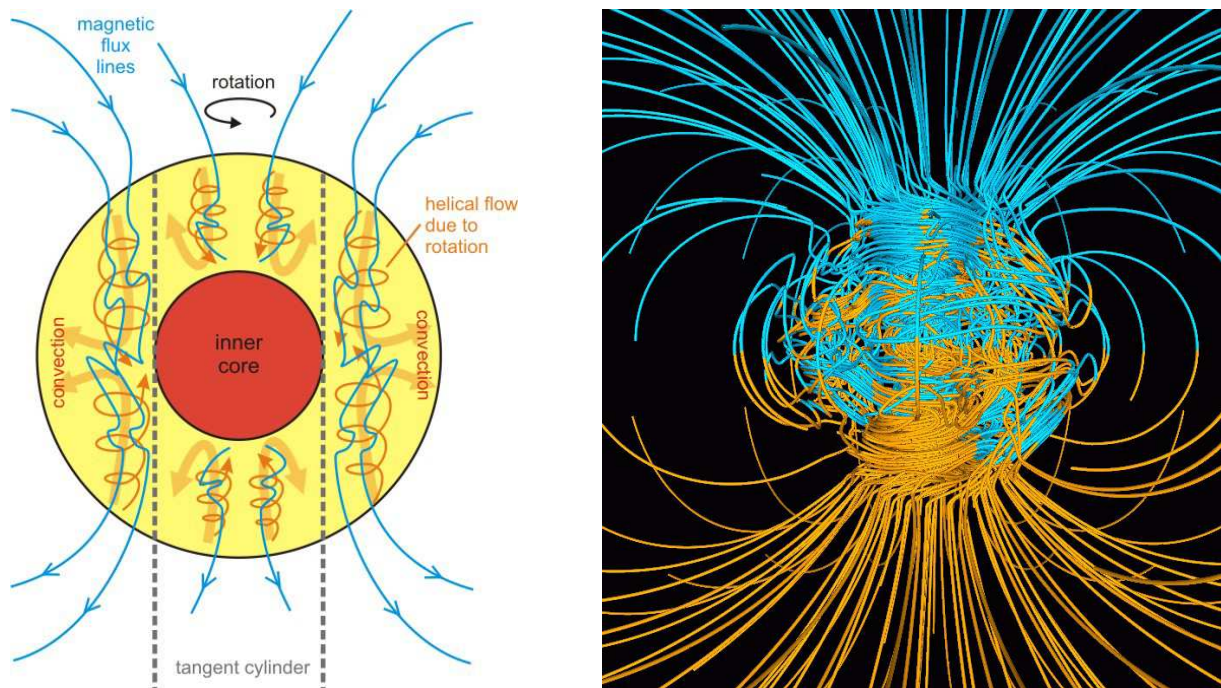 magnetic
flux
lines
rotation
helical flow
due to
rotation
convection
inner
core
convection
tangent cylinder